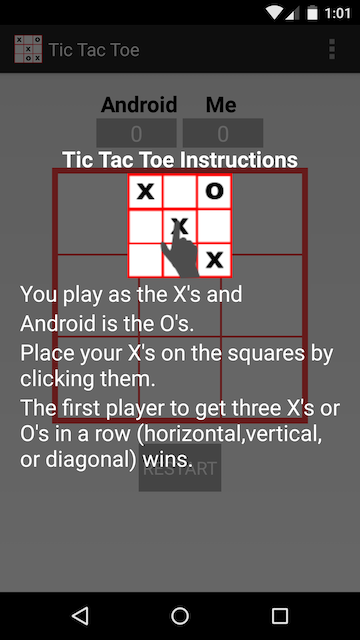 1:01
Tic Tac Toe
Android Me
0 0
Tic Tac Toe Instructions
X O
X
X
You play as the X's and
Android is the O's.
Place your X's on the squares by
clicking them.
The first player to get three X's or
O's in a row (horizontal,vertical,
or diagonal) wins.
RESTART